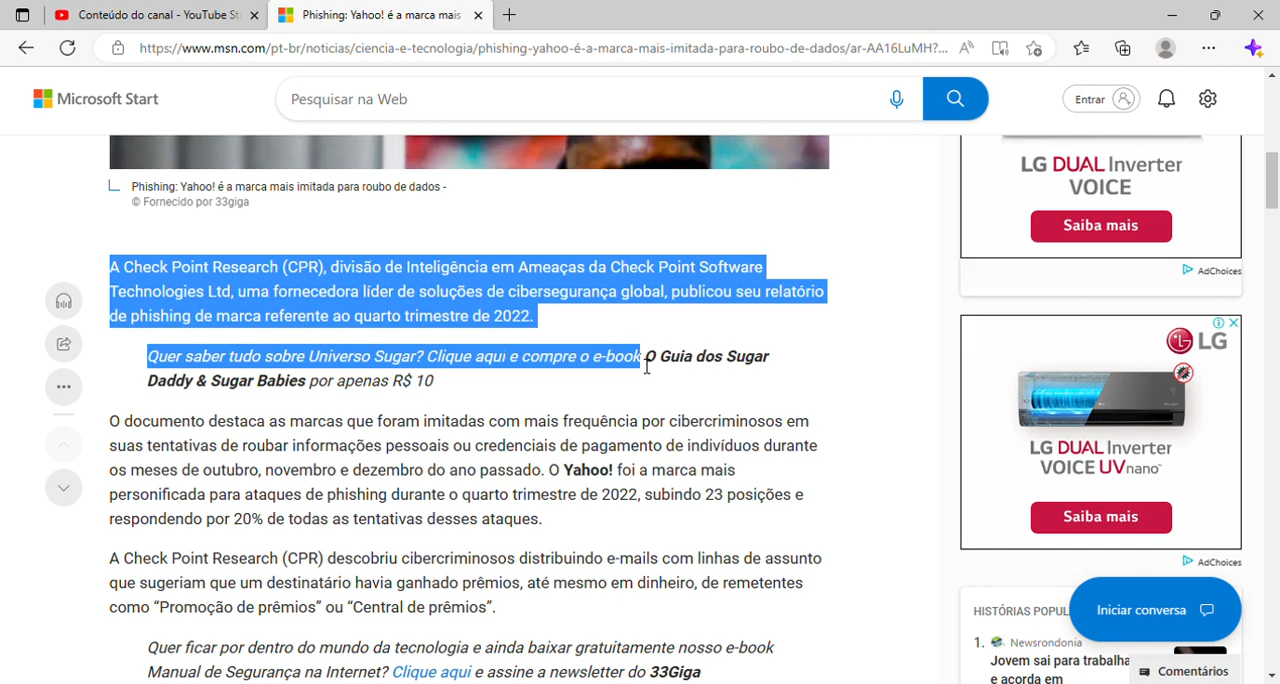 Conteúdo do canal - YouTube St
Phishing: Yahoo! é a marca mais
https://www.msn.com/pt-br/noticias/ciencia-e-tecnologia/phishing-yahoo-é-a-marca-mais-imitada-para-roubo-de-dados/ar-AA16LuMH?...
Microsoft Start
Pesquisar na Web
Entrar
Phishing: Yahoo! é a marca mais imitada para roubo de dados -
© Fornecido por 33giga
A Check Point Research (CPR), divisão de Inteligência em Ameaças da Check Point Software
Technologies Ltd, uma fornecedora líder de soluções de cibersegurança global, publicou seu relatório
de phishing de marca referente ao quarto trimestre de 2022.
Quer saber tudo sobre Universo Sugar? Clique aqui e compre o e-book O Guia dos Sugar
Daddy & Sugar Babies por apenas R$ 10
O documento destaca as marcas que foram imitadas com mais frequência por cibercriminosos em
suas tentativas de roubar informações pessoais ou credenciais de pagamento de indivíduos durante
os meses de outubro, novembro e dezembro do ano passado. O Yahoo! foi a marca mais
personificada para ataques de phishing durante o quarto trimestre de 2022, subindo 23 posições e
respondendo por 20% de todas as tentativas desses ataques.
A Check Point Research (CPR) descobriu cibercriminosos distribuindo e-mails com linhas de assunto
que sugeriam que um destinatário havia ganhado prêmios, até mesmo em dinheiro, de remetentes
como “Promoção de prêmios” ou “Central de prêmios”.
Quer ficar por dentro do mundo da tecnologia e ainda baixar gratuitamente nosso e-book
Manual de Segurança na Internet? Clique aqui e assine a newsletter do 33Giga
LG DUAL Inverter
VOICE
Saiba mais
AdChoices
LG
LG DUAL Inverter
VOICE UVnano™
Saiba mais
AdChoices
HISTÓRIAS POPUL
Iniciar conversa
1. Newsrondonia
Jovem sai para trabalha
e acorda em
Comentários